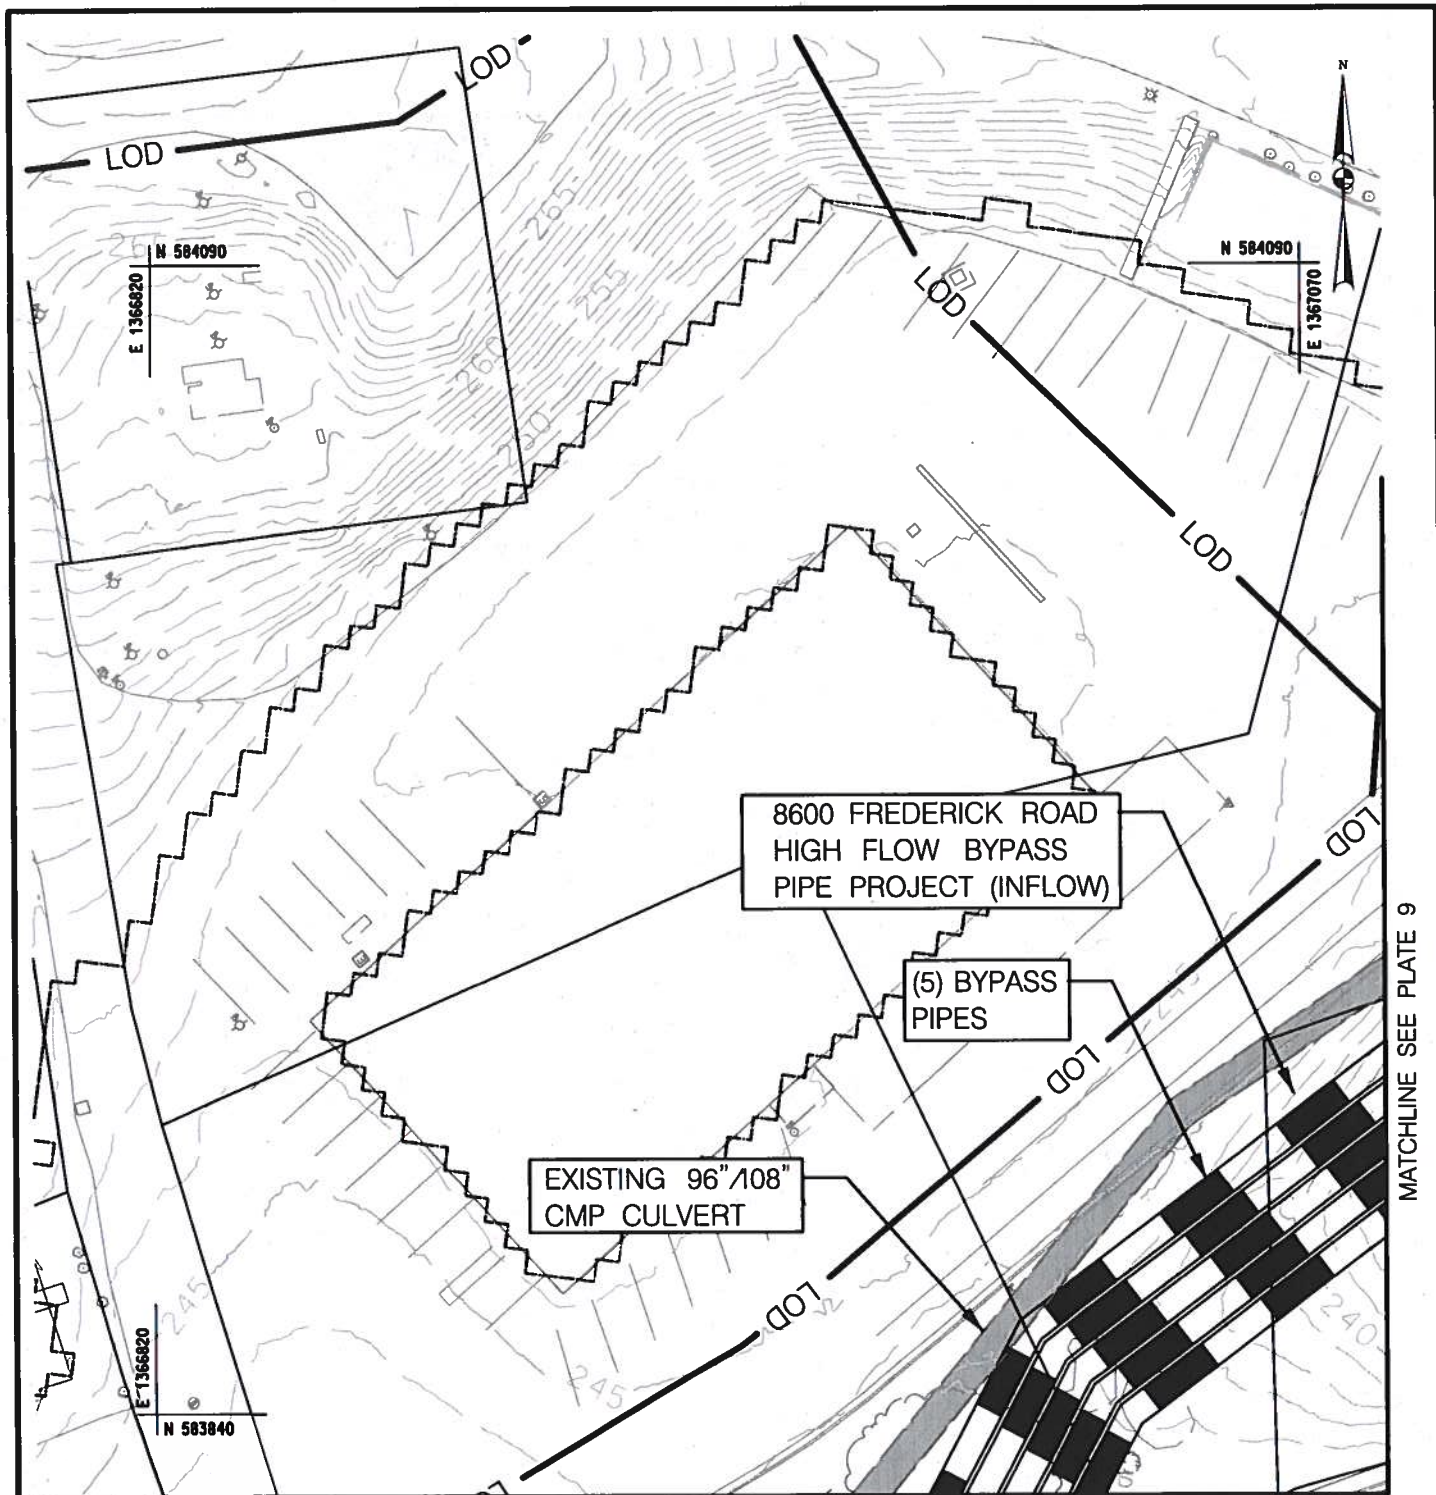 LOD
LOD
N
265
N 584090
E 1366820
N 584090
E 1367070
LOD
255
260
250
LOD
8600 FREDERICK ROAD
HIGH FLOW BYPASS
PIPE PROJECT (INFLOW)
LOD
(5) BYPASS
PIPES
245
LOD
MATCHLINE SEE PLATE 9
EXISTING 96"/108"
CMP CULVERT
LOD
245
240
245
E 1366820
N 583840